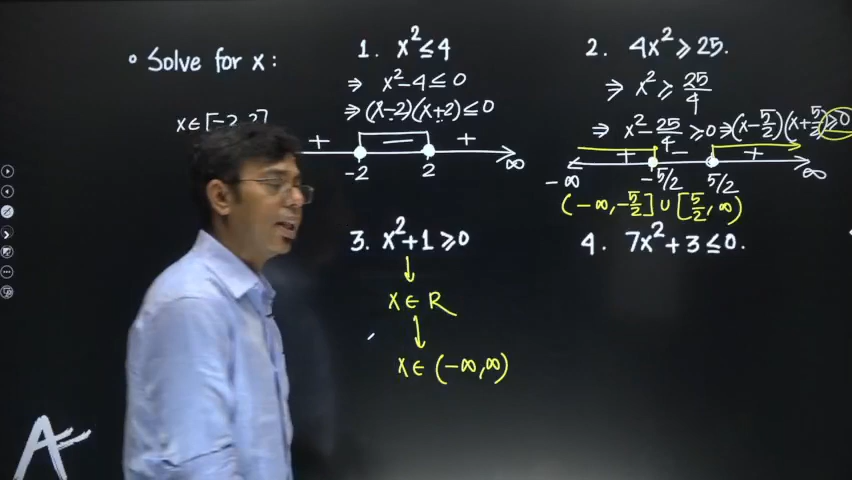 • Solve for x:
1. x² ≤ 4
⇒ x²-4 ≤ 0
⇒ (x-2)(x+2) ≤ 0
x∈[-2,2]
+ - +
-2 2 ∞
2. 4x² ≥ 25.
⇒ x² ≥ 25/4
⇒ x² - 25/4 ≥ 0 ⇒ (x-5/2)(x+5/2) ≥ 0
+ - +
-∞ -5/2 5/2 ∞
(-∞, -5/2] ∪ [5/2, ∞)
3. x²+1 ≥ 0
↓
x ∈ R
↓
x ∈ (-∞, ∞)
4. 7x²+3 ≤ 0.